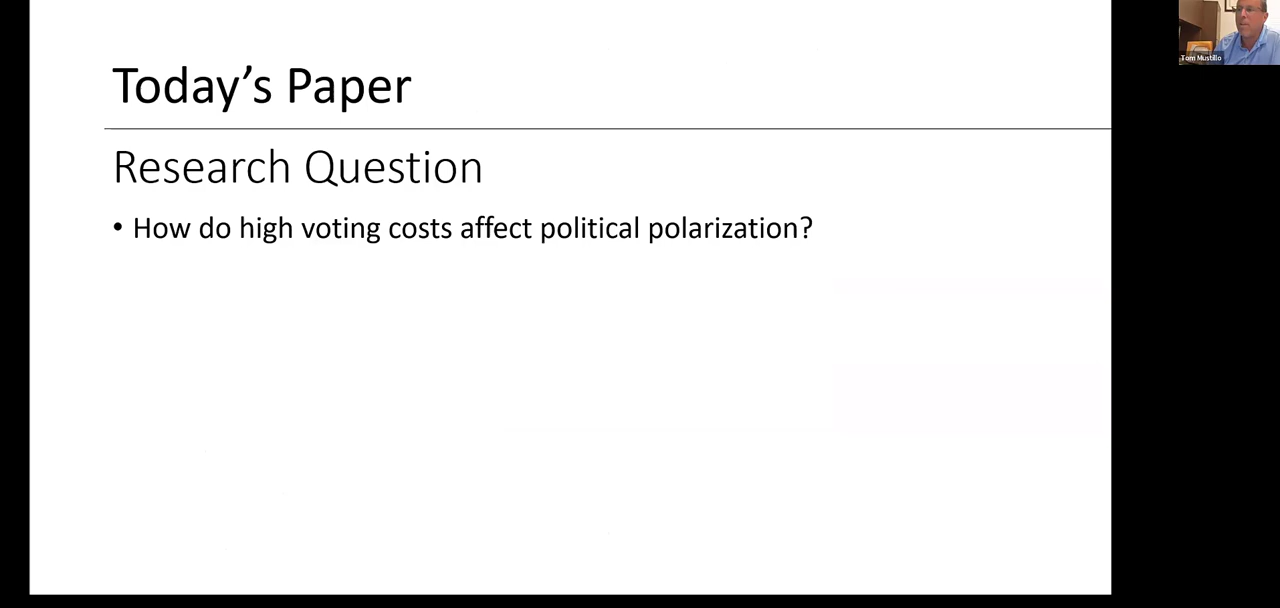 Today's Paper
Research Question
• How do high voting costs affect political polarization?
Tom Mustillo